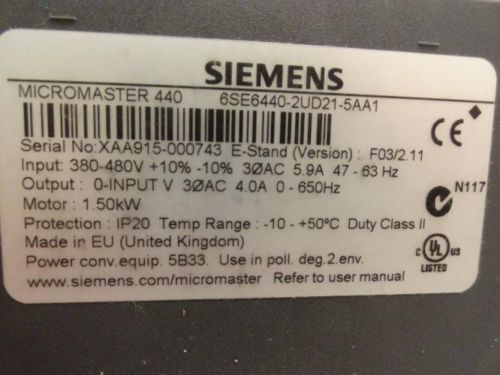 SIEMENS
MICROMASTER 440 6SE6440-2UD21-5AA1
Serial No:XAA915-000743 E-Stand (Version) : F03/2.11
Input: 380-480V +10% -10% 3ØAC 5.9A 47 - 63 Hz
Output : 0-INPUT V 3ØAC 4.0A 0 - 650Hz
N117
Motor : 1.50kW
Protection : IP20 Temp Range : -10 - +50°C Duty Class II
Made in EU (United Kingdom)
Power conv.equip. 5B33. Use in poll. deg.2.env.
C UL US
LISTED
www.siemens.com/micromaster Refer to user manual
CE